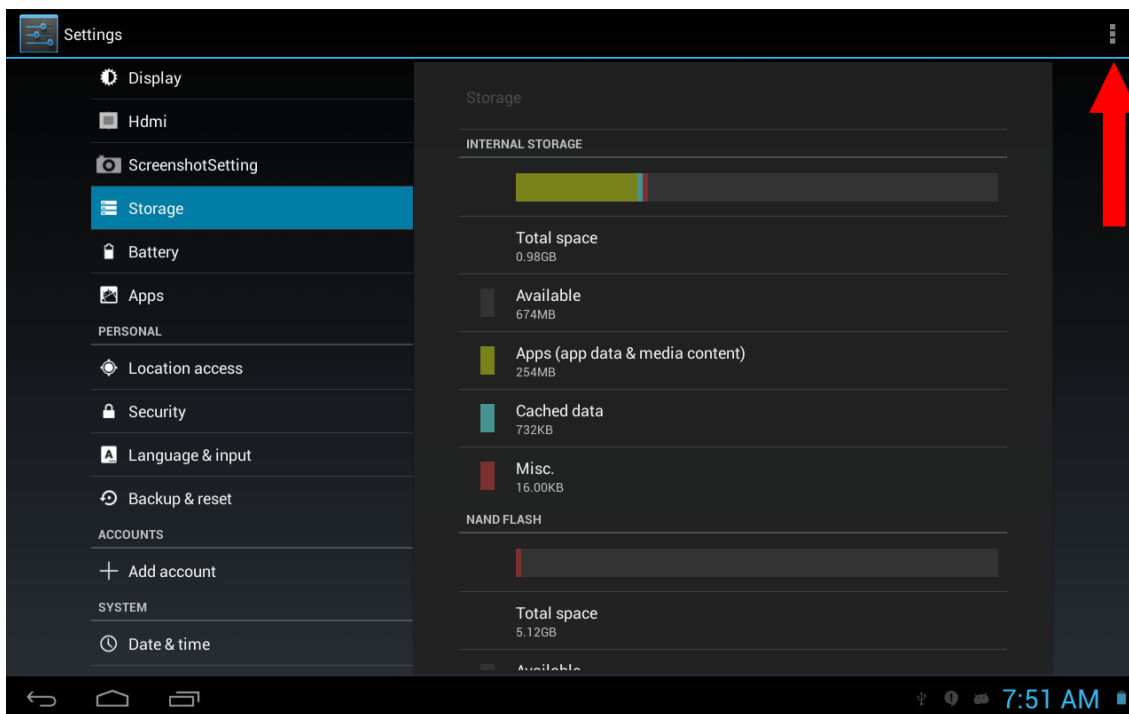 Settings
Display
Hdmi
ScreenshotSetting
Storage
Battery
Apps
PERSONAL
Location access
Security
Language & input
Backup & reset
ACCOUNTS
Add account
SYSTEM
Date & time
Storage
INTERNAL STORAGE
Total space
0.98GB
Available
674MB
Apps (app data & media content)
254MB
Cached data
732KB
Misc.
16.00KB
NAND FLASH
Total space
5.12GB
Available
7:51 AM